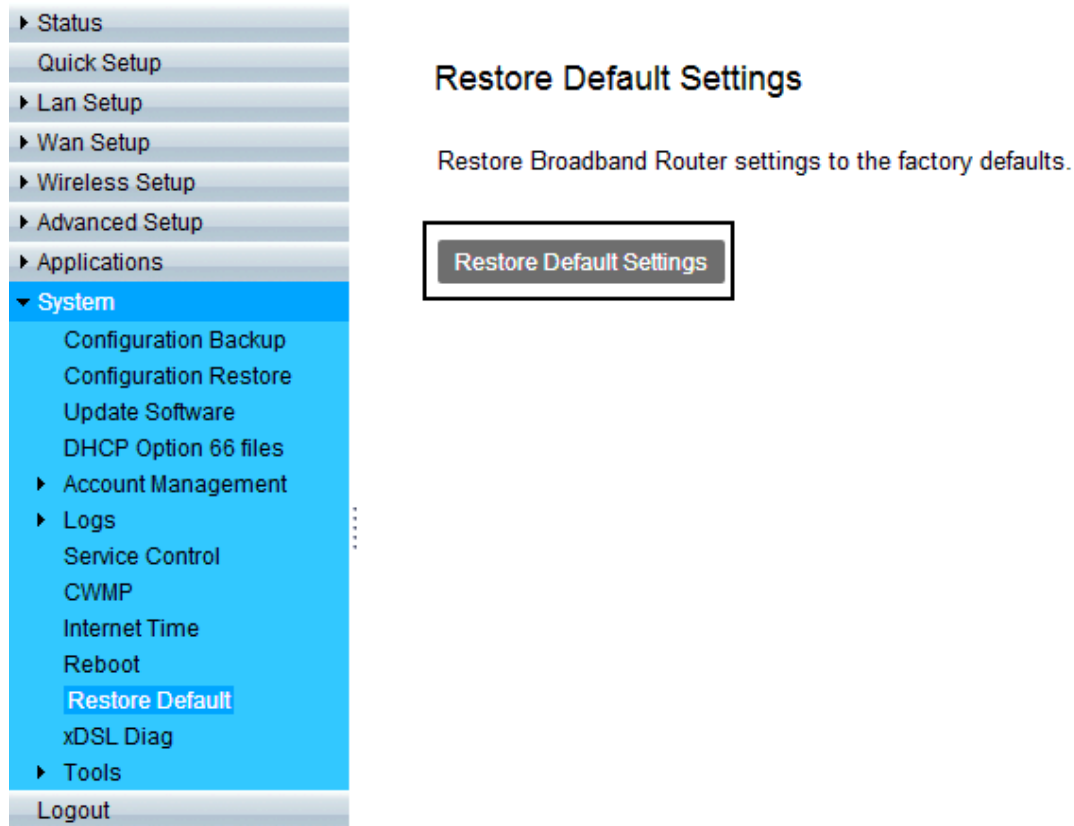 Status
Quick Setup
Lan Setup
Wan Setup
Wireless Setup
Advanced Setup
Applications
System
Configuration Backup
Configuration Restore
Update Software
DHCP Option 66 files
Account Management
Logs
Service Control
CWMP
Internet Time
Reboot
Restore Default
xDSL Diag
Tools
Logout
Restore Default Settings
Restore Broadband Router settings to the factory defaults.
Restore Default Settings